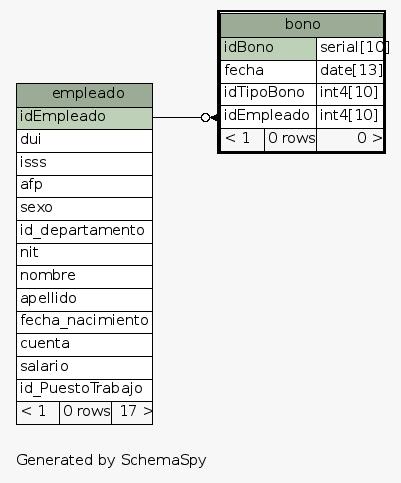 bono
idBono serial[10]
fecha date[13]
idTipoBono int4[10]
idEmpleado int4[10]
< 1 0 rows 0 >
empleado
idEmpleado
dui
isss
afp
sexo
id_departamento
nit
nombre
apellido
fecha_nacimiento
cuenta
salario
id_PuestoTrabajo
< 1 0 rows 17 >
Generated by SchemaSpy